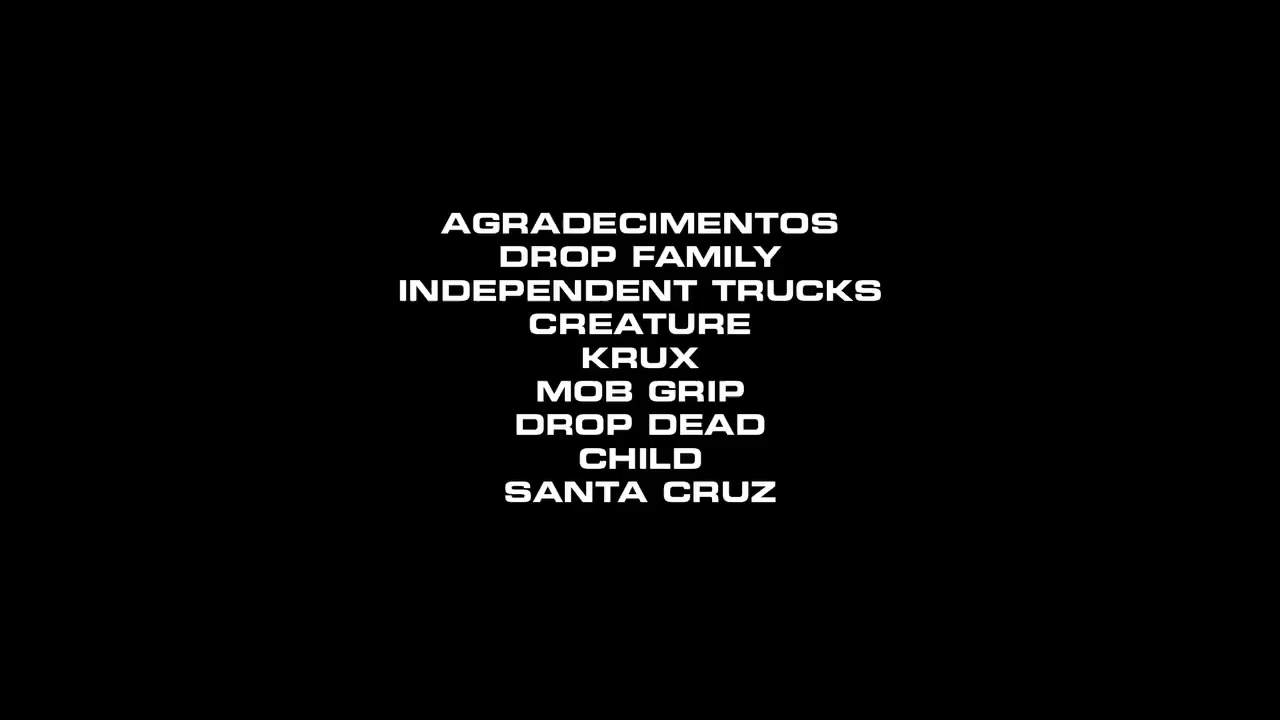 AGRADECIMENTOS
DROP FAMILY
INDEPENDENT TRUCKS
CREATURE
KRUX
MOB GRIP
DROP DEAD
CHILD
SANTA CRUZ